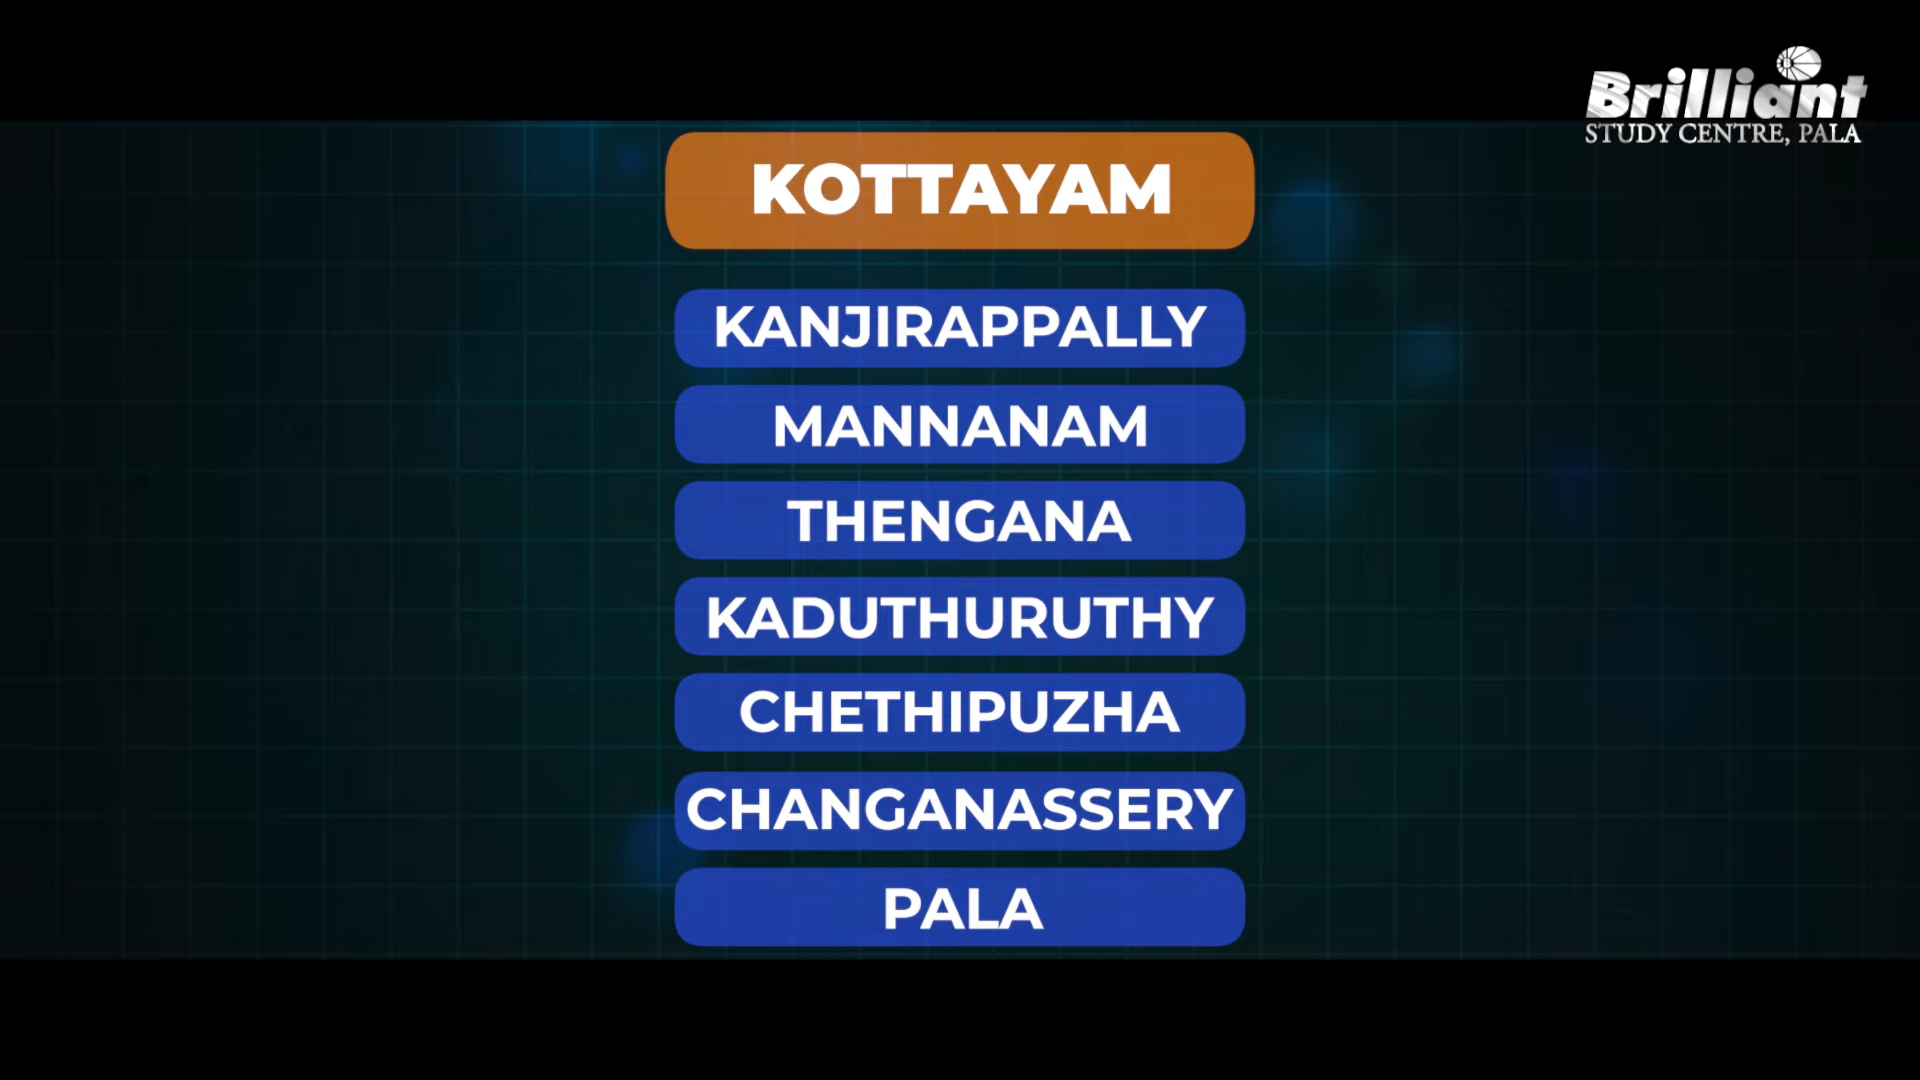 Brilliant
STUDY CENTRE, PALA
KOTTAYAM
KANJIRAPPALLY
MANNANAM
THENGANA
KADUTHURUTHY
CHETHIPUZHA
CHANGANASSERY
PALA